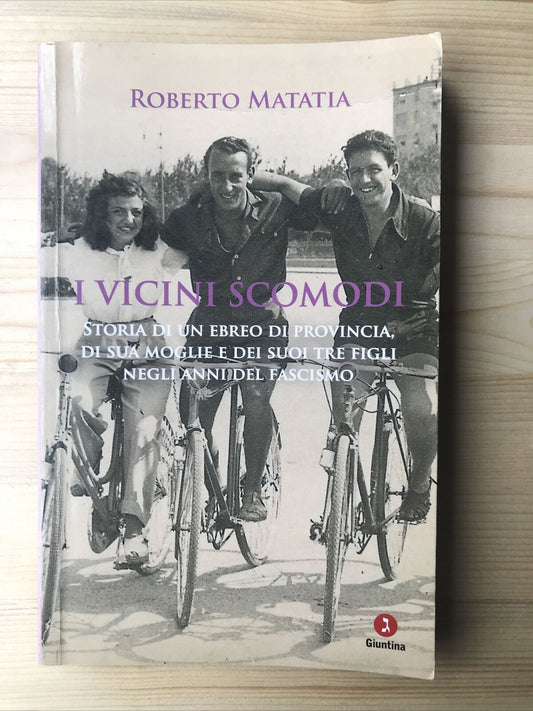 ROBERTO MATATIA
I VICINI SCOMODI
STORIA DI UN EBREO DI PROVINCIA,
DI SUA MOGLIE E DEI SUOI TRE FIGLI
NEGLI ANNI DEL FASCISMO
ג
Giuntina